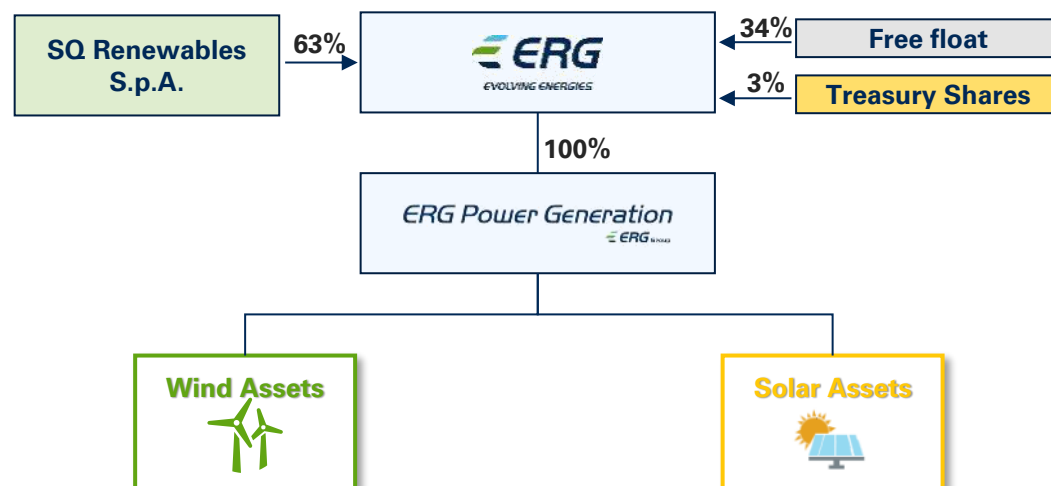 SQ Renewables
S.p.A.
63%
ERG
EVOLVING ENERGIES
34%
Free float
3%
Treasury Shares
100%
ERG Power Generation
ERG
Wind Assets
Solar Assets